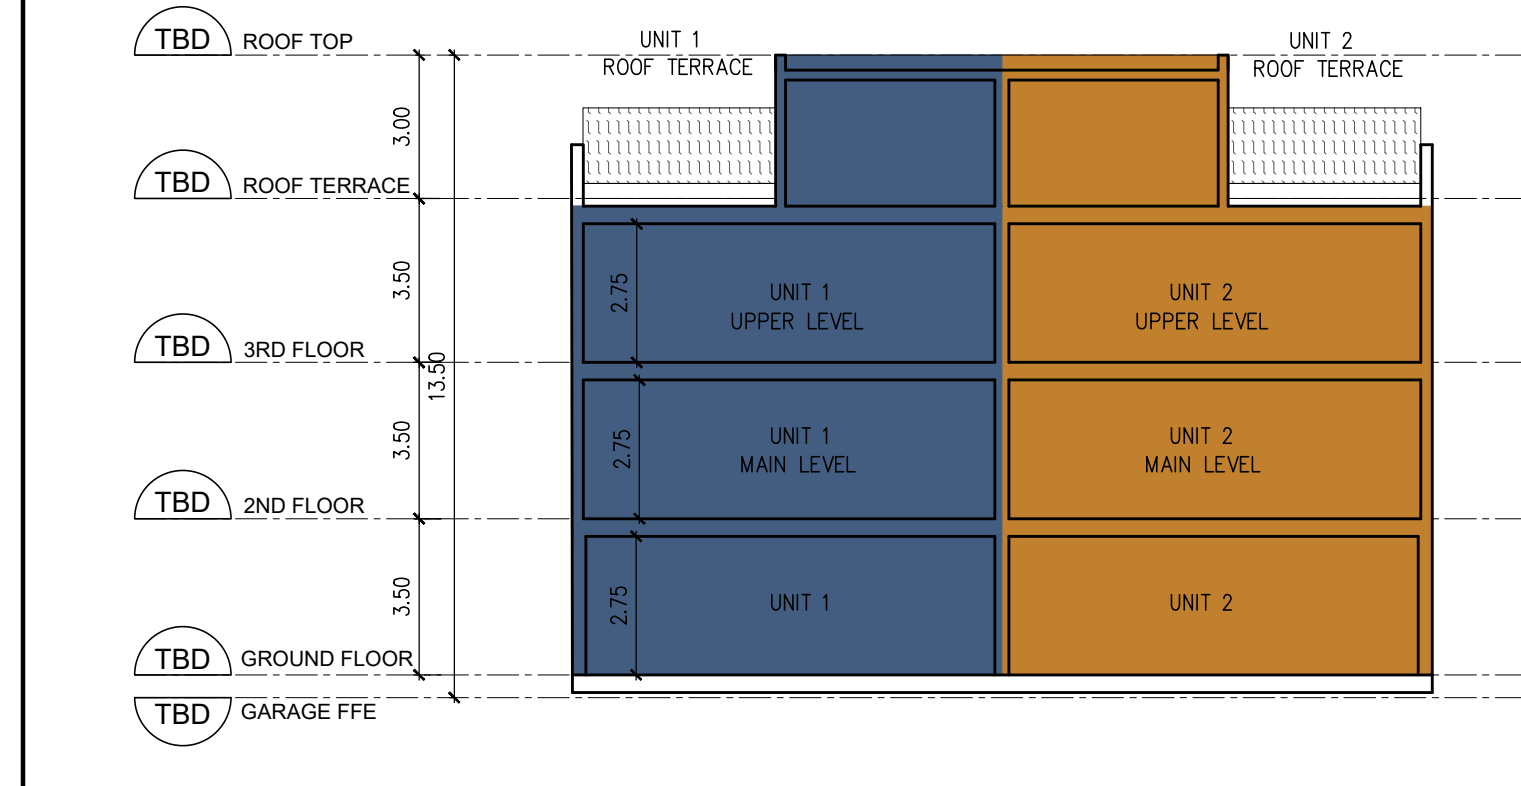 TBD ROOF TOP
UNIT 1
ROOF TERRACE
UNIT 2
ROOF TERRACE
3.00
TBD ROOF TERRACE
3.50
2.75
UNIT 1
UPPER LEVEL
UNIT 2
UPPER LEVEL
TBD 3RD FLOOR
13.50
3.50
2.75
UNIT 1
MAIN LEVEL
UNIT 2
MAIN LEVEL
TBD 2ND FLOOR
3.50
2.75
UNIT 1
UNIT 2
TBD GROUND FLOOR
TBD GARAGE FFE